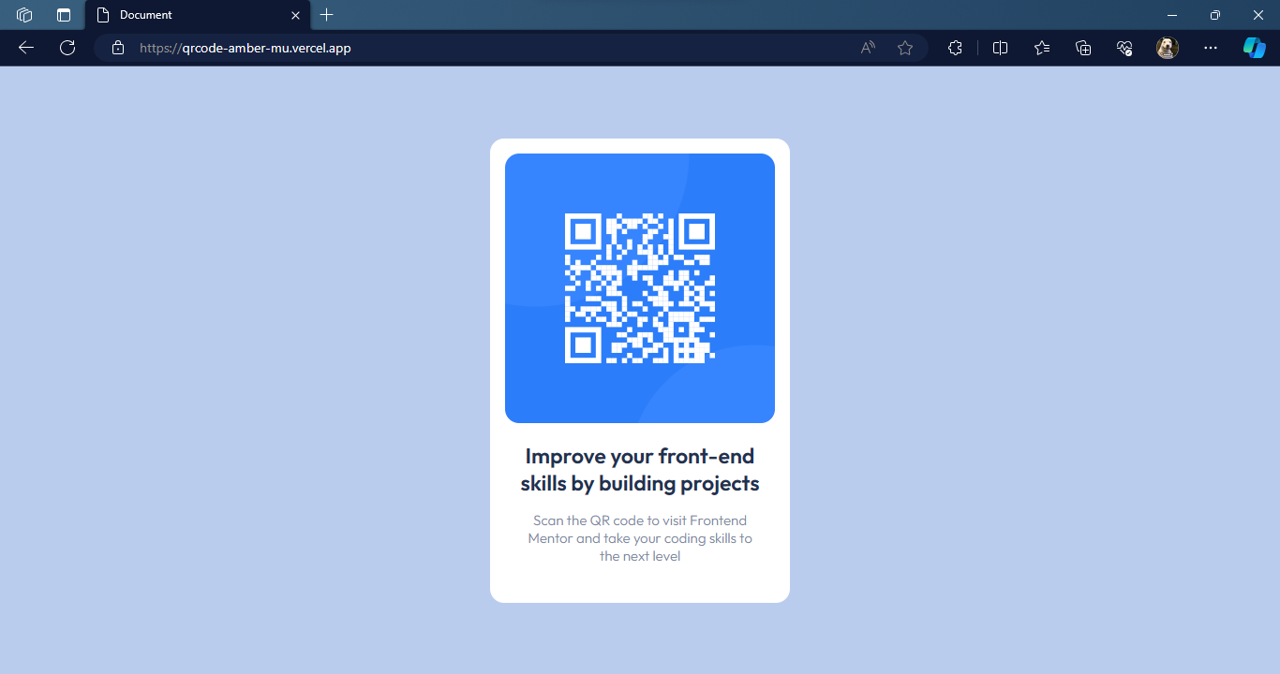 Document
https://qrcode-amber-mu.vercel.app
Improve your front-end
skills by building projects
Scan the QR code to visit Frontend
Mentor and take your coding skills to
the next level